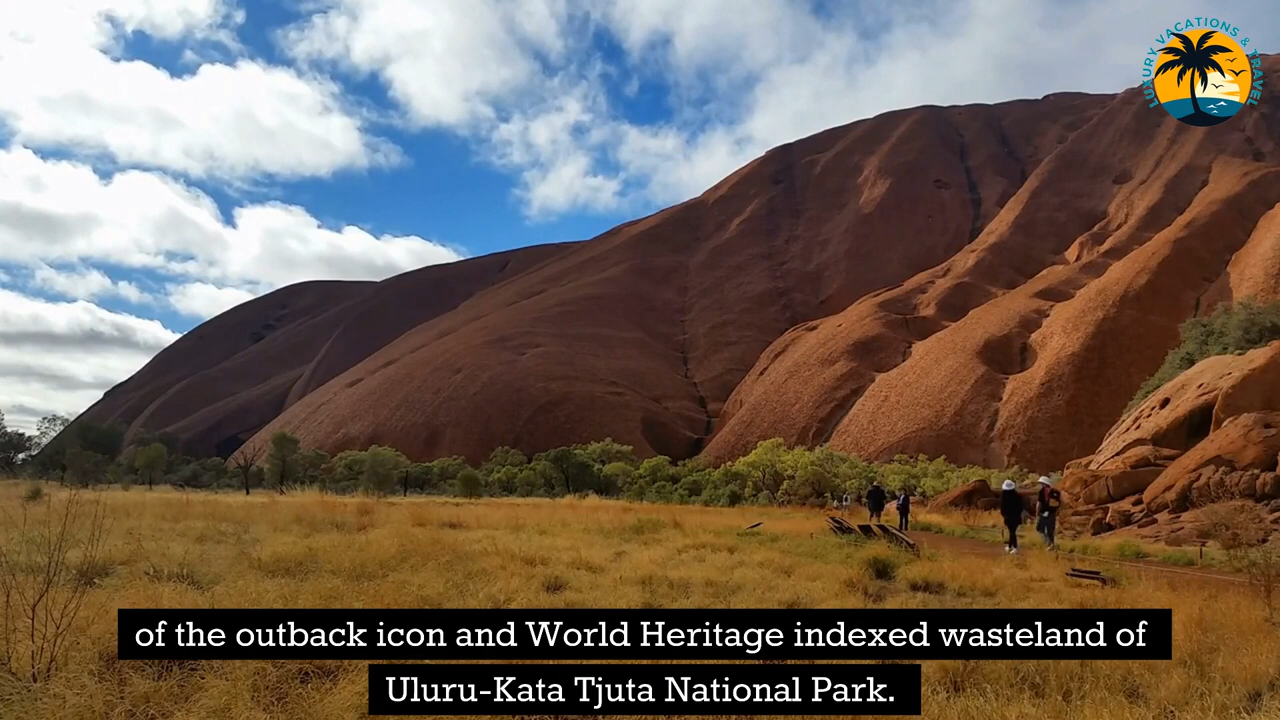 LUXURY VACATIONS & TRAVEL
of the outback icon and World Heritage indexed wasteland of
Uluru-Kata Tjuta National Park.